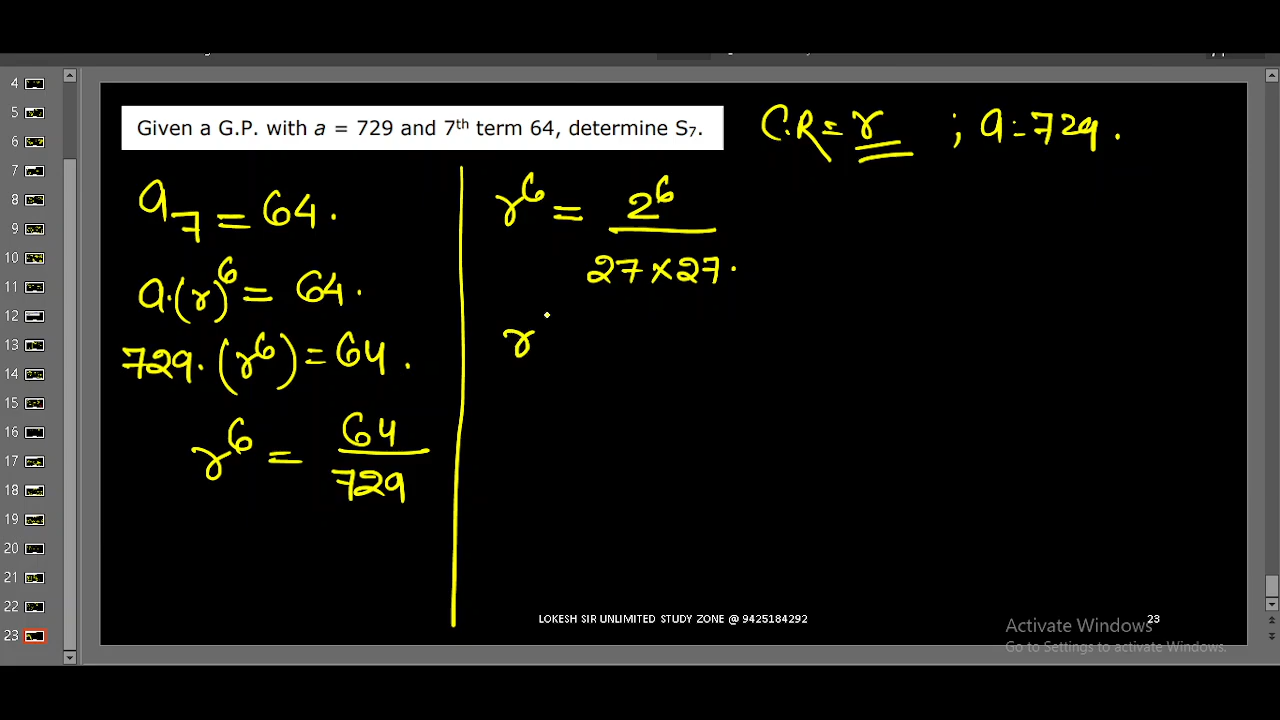 4
5
6
7
8
9
10
11
12
13
14
15
16
17
18
19
20
21
22
23
Given a G.P. with a = 729 and 7th term 64, determine S₇.
C.R = r ; a = 729.
a₇ = 64.
a.(r)⁶ = 64.
729.(r⁶) = 64.
r⁶ = 64/729
r⁶ = 2⁶/27×27.
r
LOKESH SIR UNLIMITED STUDY ZONE @ 9425184292
23
Activate Windows
Go to Settings to activate Windows.